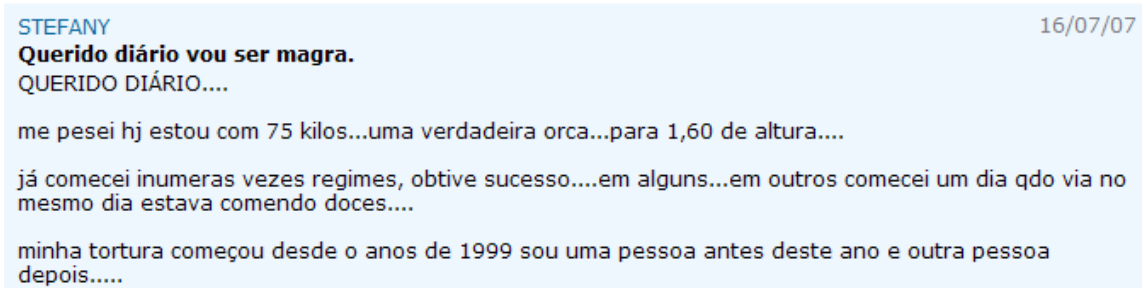 STEFANY 16/07/07
Querido diário vou ser magra.
QUERIDO DIÁRIO....
me pesei hj estou com 75 kilos...uma verdadeira orca...para 1,60 de altura....
já comecei inumeras vezes regimes, obtive sucesso....em alguns...em outros comecei um dia qdo via no
mesmo dia estava comendo doces....
minha tortura começou desde o anos de 1999 sou uma pessoa antes deste ano e outra pessoa
depois.....